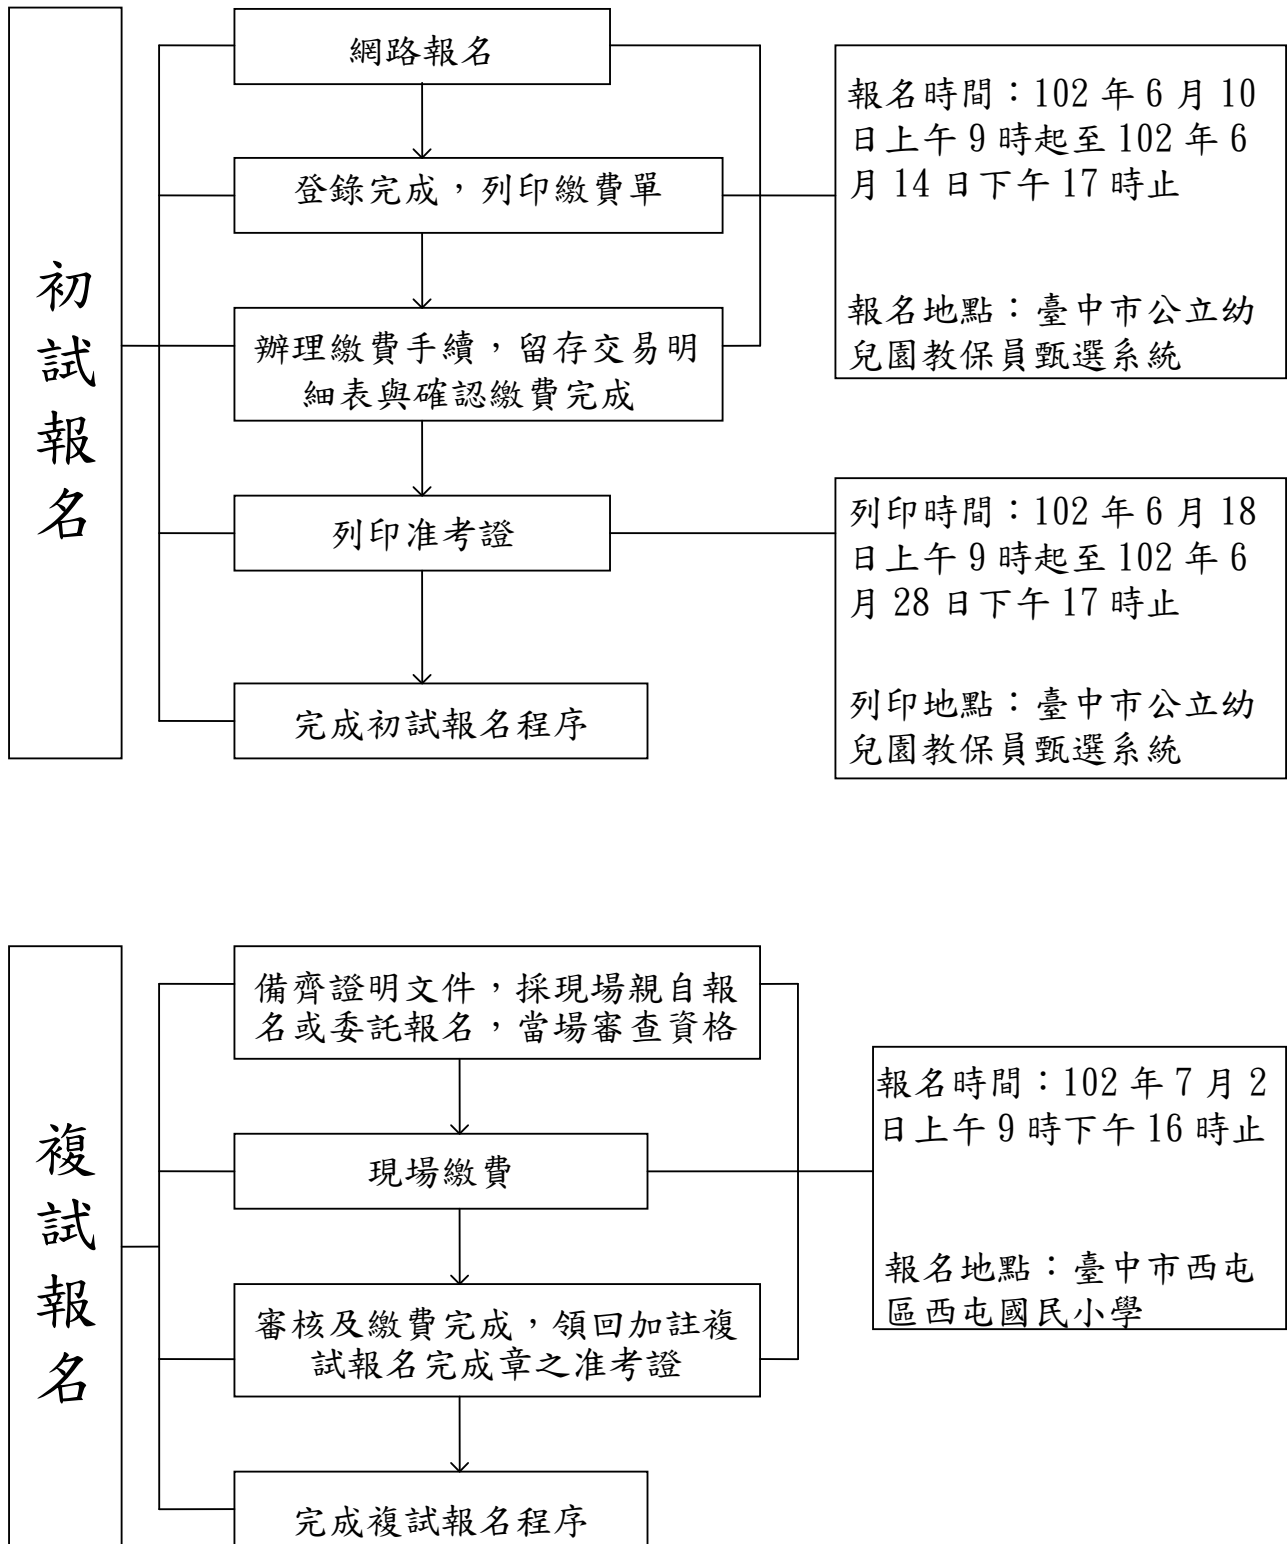 初試報名
網路報名
登錄完成，列印繳費單
辦理繳費手續，留存交易明
細表與確認繳費完成
列印准考證
完成初試報名程序
報名時間：102 年 6 月 10
日上午 9 時起至 102 年 6
月 14 日下午 17 時止
報名地點：臺中市公立幼
兒園教保員甄選系統
列印時間：102 年 6 月 18
日上午 9 時起至 102 年 6
月 28 日下午 17 時止
列印地點：臺中市公立幼
兒園教保員甄選系統
複試報名
備齊證明文件，採現場親自報
名或委託報名，當場審查資格
現場繳費
審核及繳費完成，領回加註複
試報名完成章之准考證
完成複試報名程序
報名時間：102 年 7 月 2
日上午 9 時下午 16 時止
報名地點：臺中市西屯
區西屯國民小學